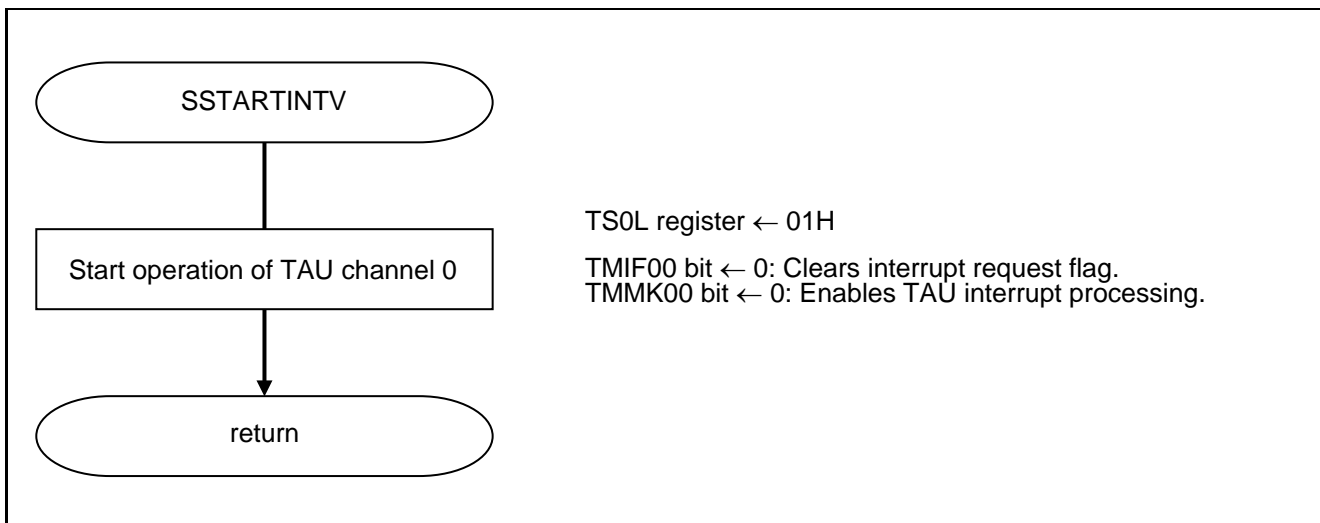 SSTARTINTV
Start operation of TAU channel 0
TS0L register ← 01H
TMIF00 bit ← 0: Clears interrupt request flag.
TMMK00 bit ← 0: Enables TAU interrupt processing.
return